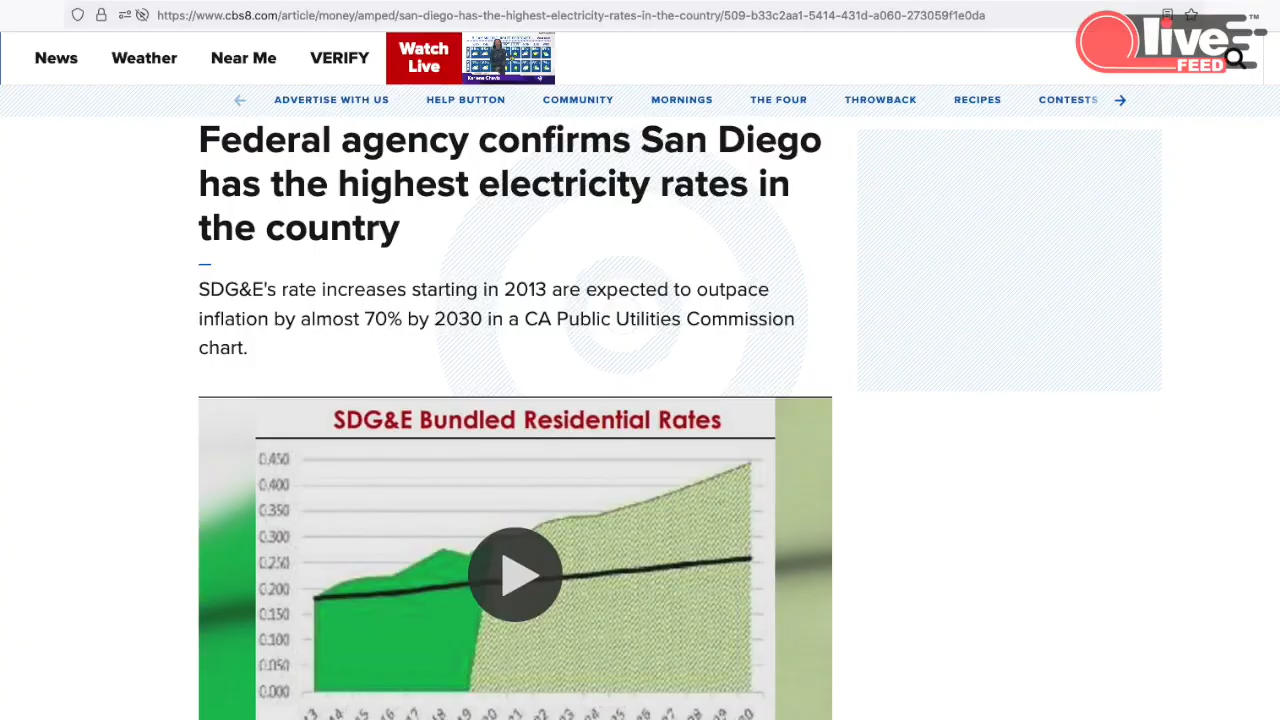 https://www.cbs8.com/article/money/amped/san-diego-has-the-highest-electricity-rates-in-the-country/509-b33c2aa1-5414-431d-a060-273059f1e0da
live
FEED
TM
News
Weather
Near Me
VERIFY
Watch
Live
ADVERTISE WITH US
HELP BUTTON
COMMUNITY
MORNINGS
THE FOUR
THROWBACK
RECIPES
CONTESTS
Federal agency confirms San Diego
has the highest electricity rates in
the country
SDG&E's rate increases starting in 2013 are expected to outpace
inflation by almost 70% by 2030 in a CA Public Utilities Commission
chart.
SDG&E Bundled Residential Rates
0.450
0.400
0.350
0.300
0.250
0.200
0.150
0.100
0.050
0.000